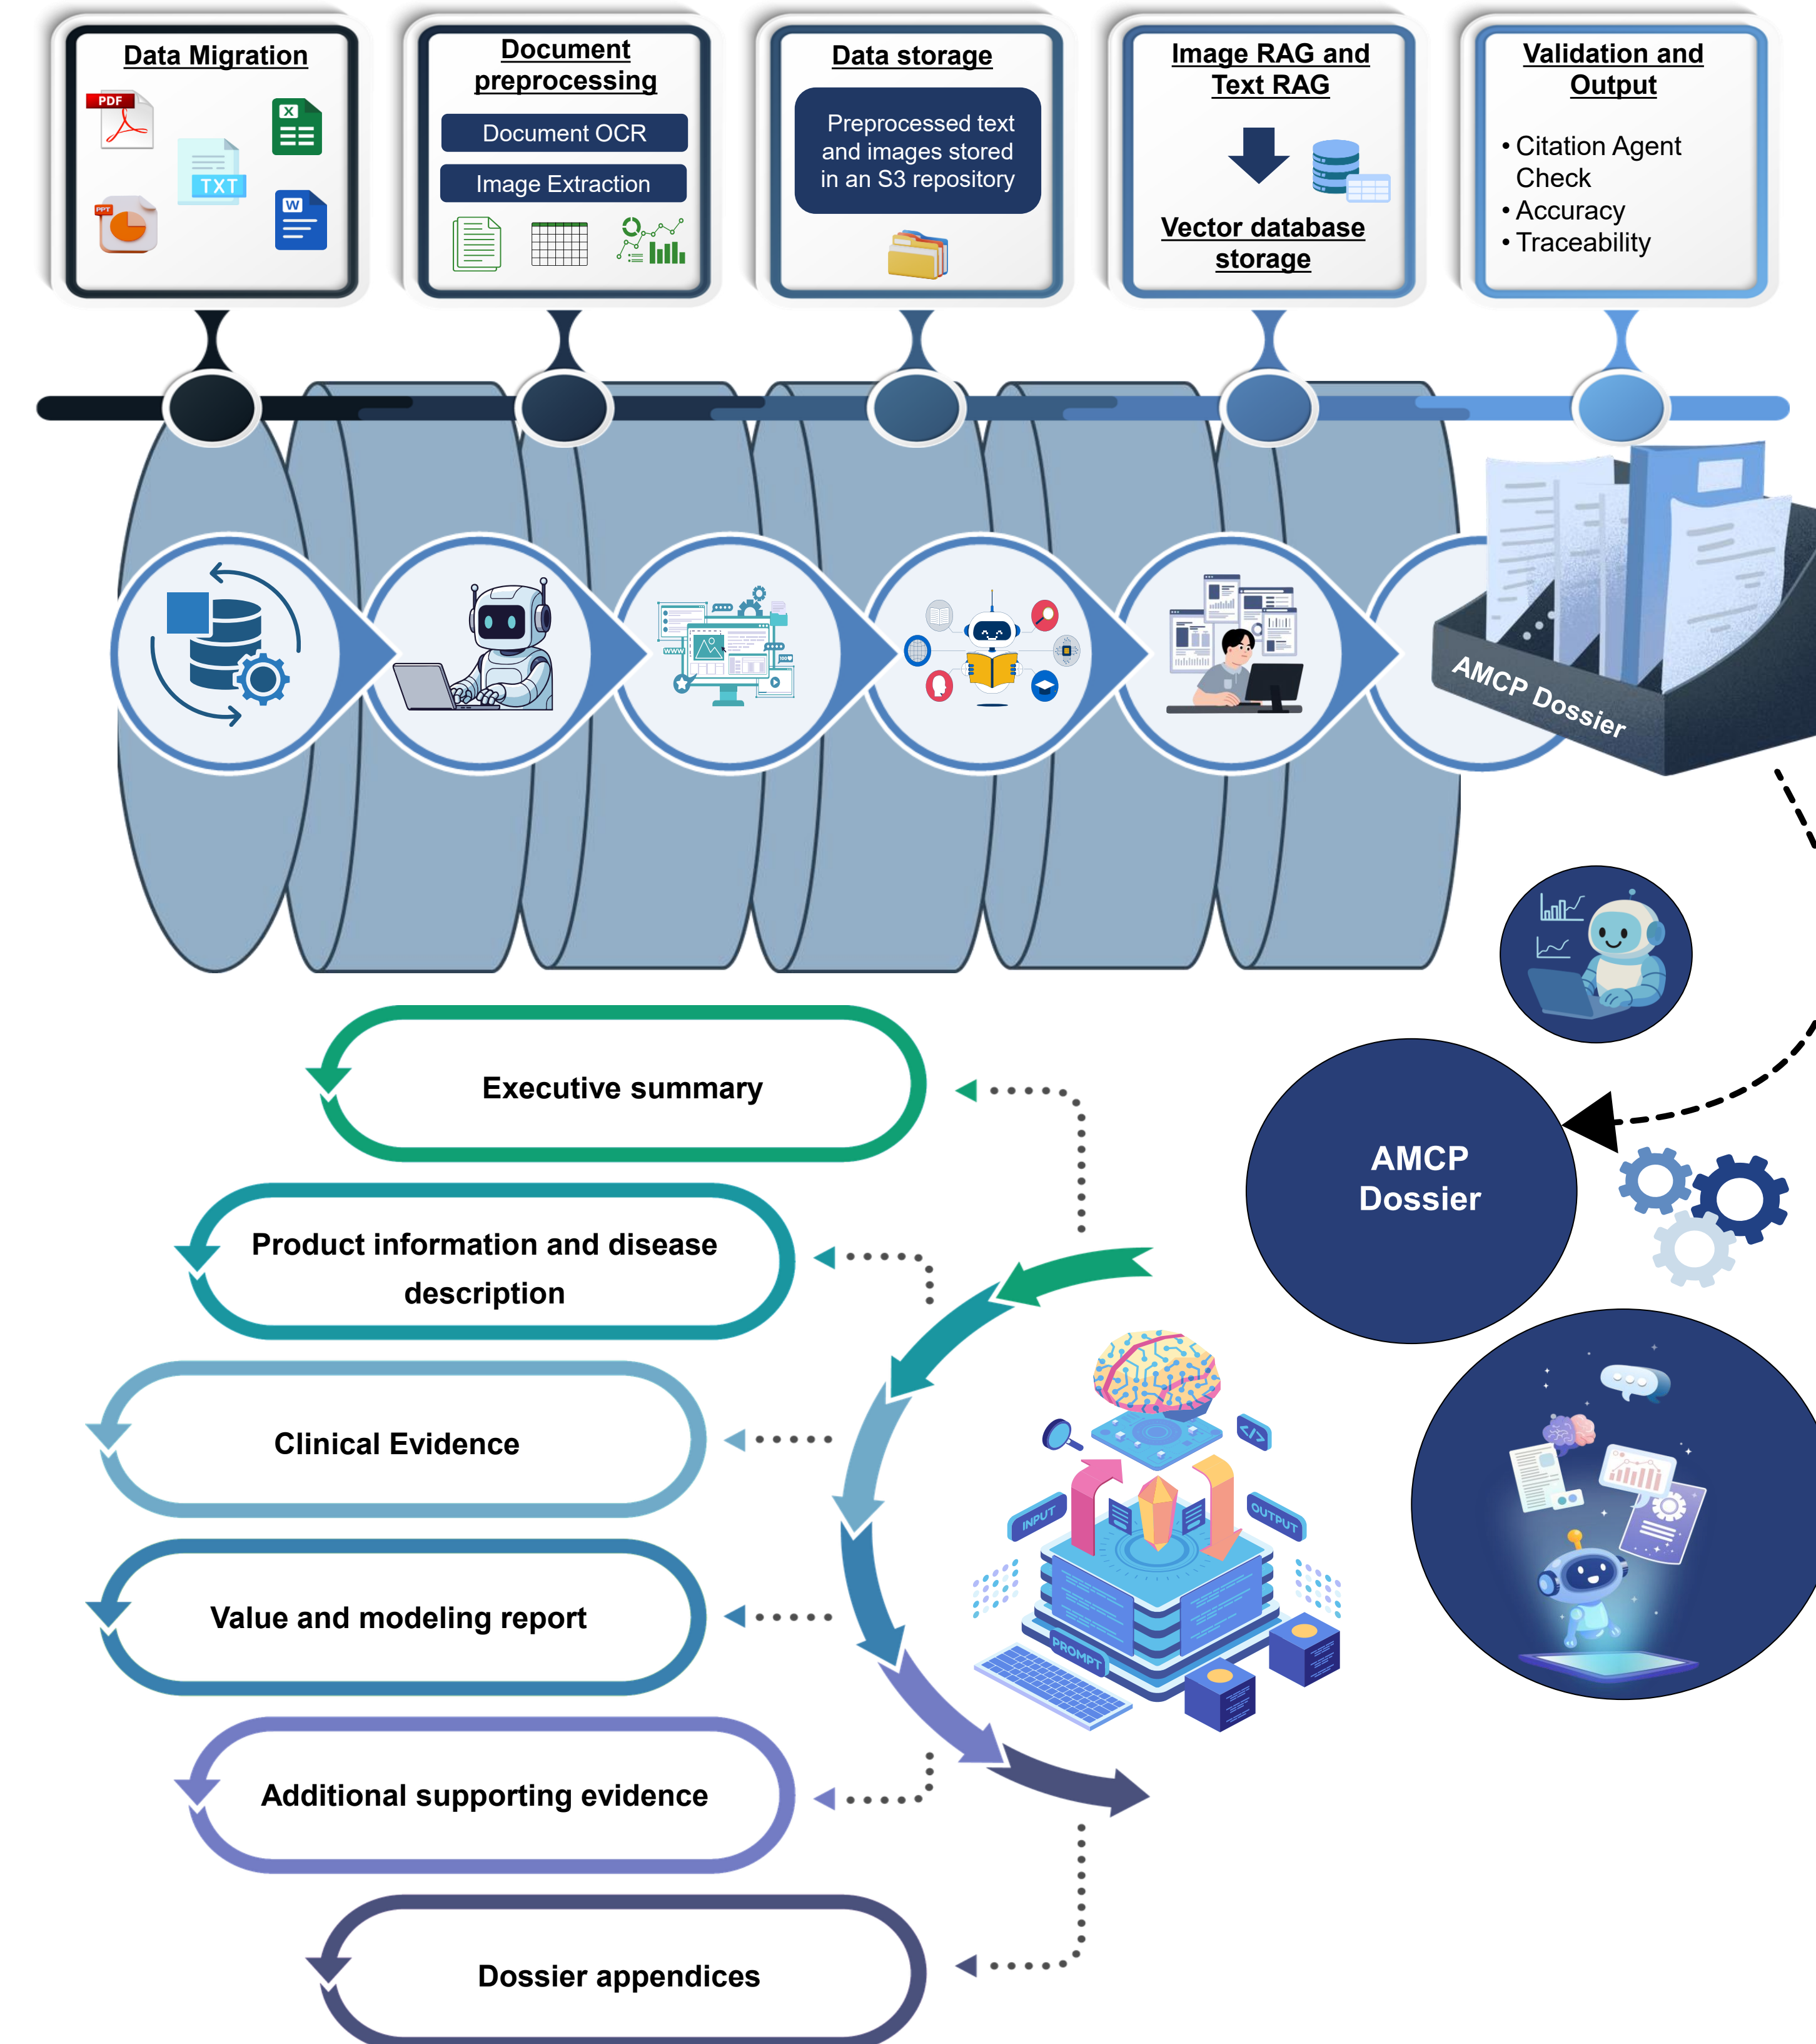 Data Migration
PDF
X
TXT
PPT
W
Document
preprocessing
Document OCR
Image Extraction
Data storage
Preprocessed text
and images stored
in an S3 repository
Image RAG and
Text RAG
Vector database
storage
Validation and
Output
• Citation Agent
Check
• Accuracy
• Traceability
WWW
AMCP Dossier
Executive summary
Product information and disease
description
Clinical Evidence
Value and modeling report
Additional supporting evidence
Dossier appendices
AMCP
Dossier
</>
INPUT
OUTPUT
PROMPT